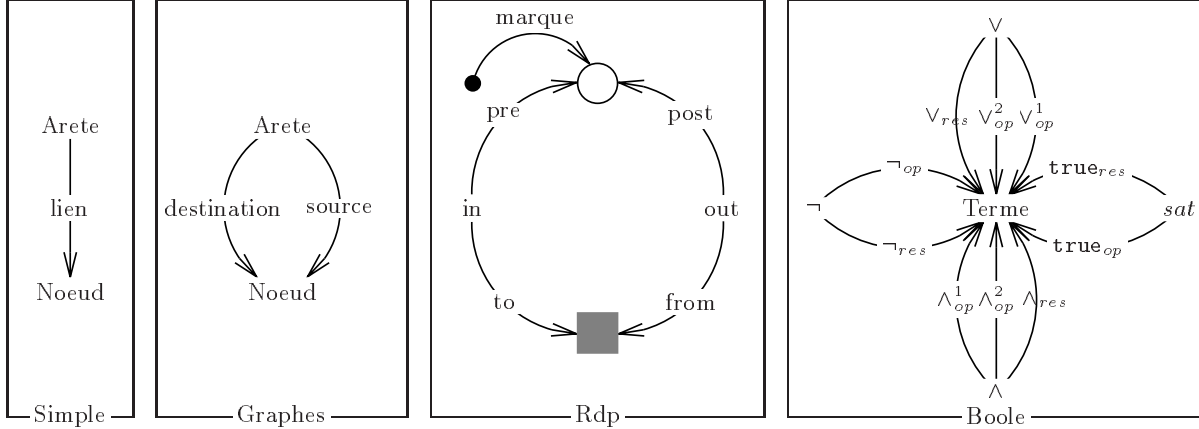 Arete
lien
Noeud
Simple
Arete
destination
source
Noeud
Graphes
marque
pre
post
in
out
to
from
Rdp
∨
∨res ∨²op ∨¹op
¬op
trueres
¬
Terme
sat
¬res
trueop
∧¹op ∧²op ∧res
∧
Boole